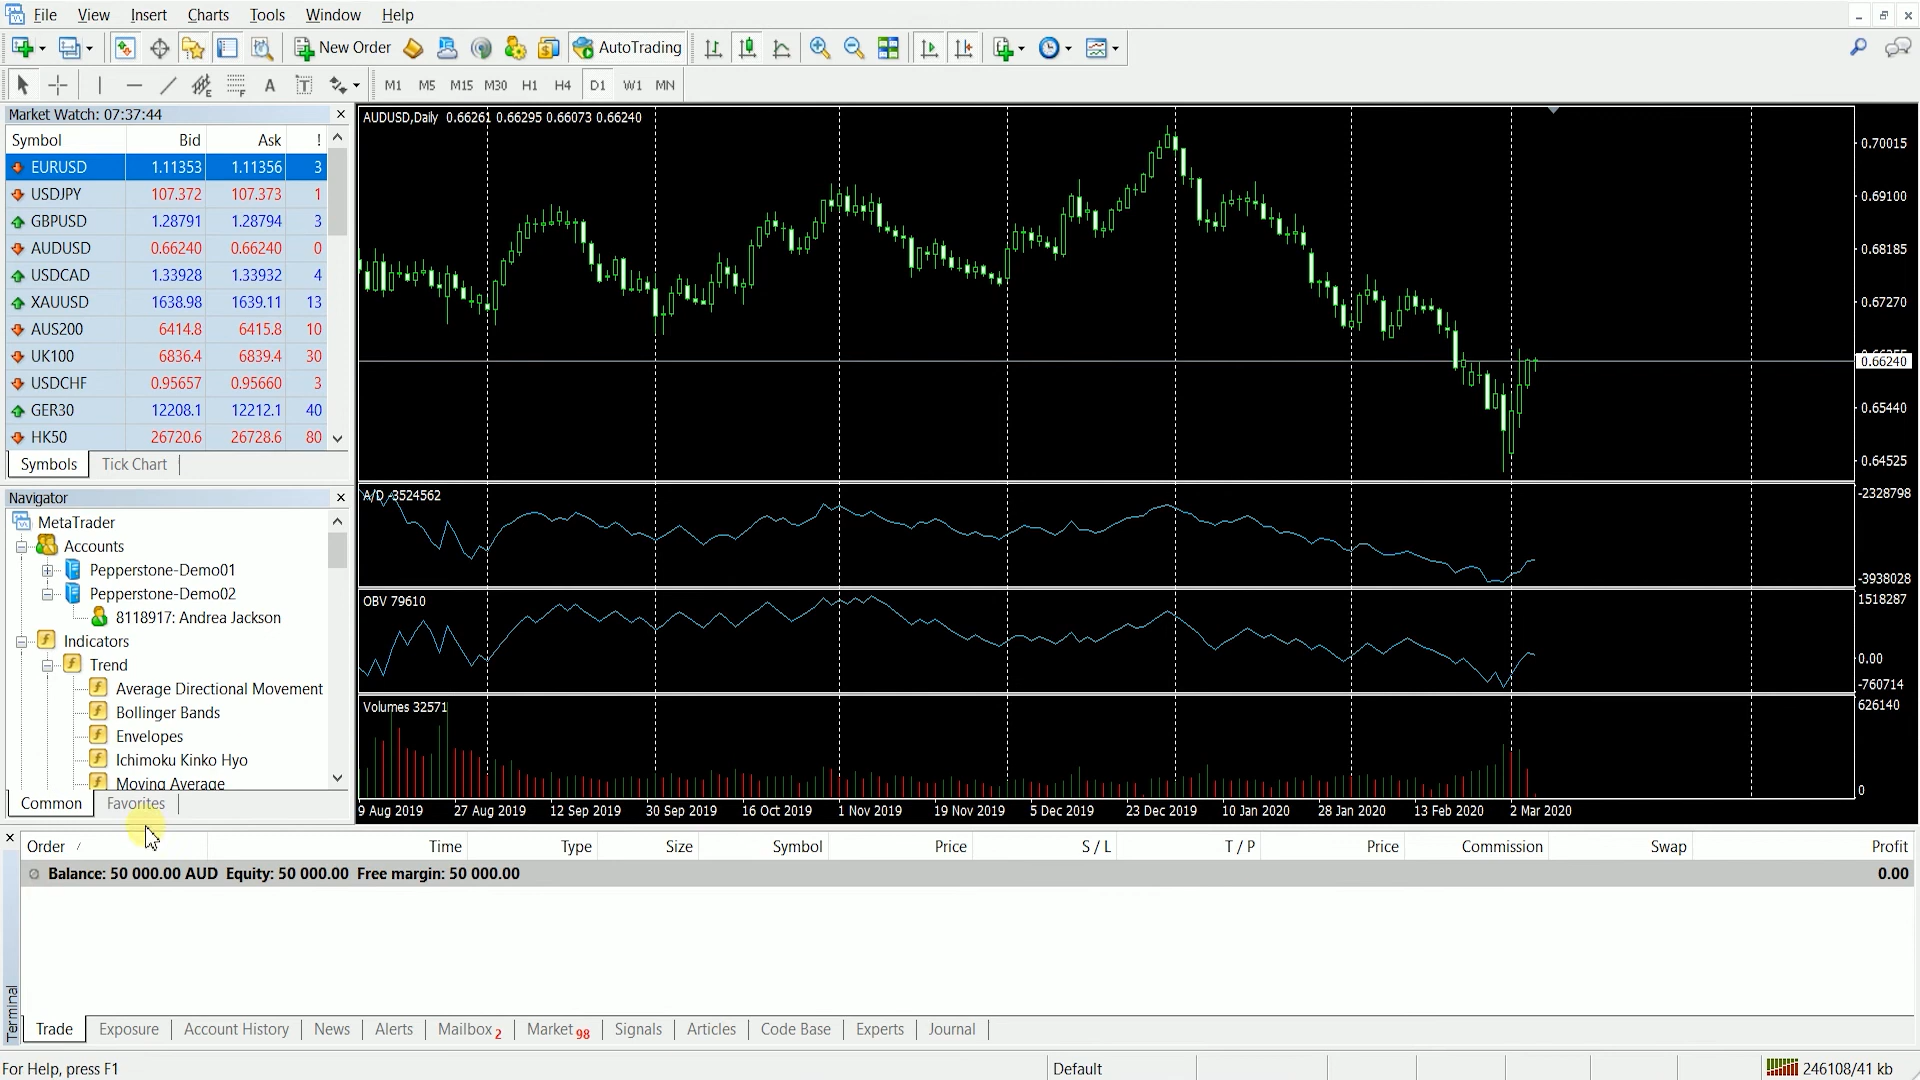 File View Insert Charts Tools Window Help
New Order AutoTrading
A T M1 M5 M15 M30 H1 H4 D1 W1 MN
Market Watch: 07:37:44
Symbol Bid Ask !
EURUSD 1.11353 1.11356 3
USDJPY 107.372 107.373 1
GBPUSD 1.28791 1.28794 3
AUDUSD 0.66240 0.66240 0
USDCAD 1.33928 1.33932 4
XAUUSD 1638.98 1639.11 13
AUS200 6414.8 6415.8 10
UK100 6836.4 6839.4 30
USDCHF 0.95657 0.95660 3
GER30 12208.1 12212.1 40
HK50 26720.6 26728.6 80
Symbols Tick Chart
Navigator
MetaTrader
Accounts
Pepperstone-Demo01
Pepperstone-Demo02
8118917: Andrea Jackson
Indicators
Trend
Average Directional Movement
Bollinger Bands
Envelopes
Ichimoku Kinko Hyo
Moving Average
Common Favorites
AUDUSD,Daily 0.66261 0.66295 0.66073 0.66240
0.70015
0.69100
0.68185
0.67270
0.66240
0.65440
0.64525
A/D -3524562
-2328798
-3938028
OBV 79610
1518287
0.00
-760714
Volumes 32571
626140
0
9 Aug 2019 27 Aug 2019 12 Sep 2019 30 Sep 2019 16 Oct 2019 1 Nov 2019 19 Nov 2019 5 Dec 2019 23 Dec 2019 10 Jan 2020 28 Jan 2020 13 Feb 2020 2 Mar 2020
Order / Time Type Size Symbol Price S / L T / P Price Commission Swap Profit
Balance: 50 000.00 AUD Equity: 50 000.00 Free margin: 50 000.00 0.00
Terminal
Trade Exposure Account History News Alerts Mailbox 2 Market 98 Signals Articles Code Base Experts Journal
For Help, press F1 Default 246108/41 kb